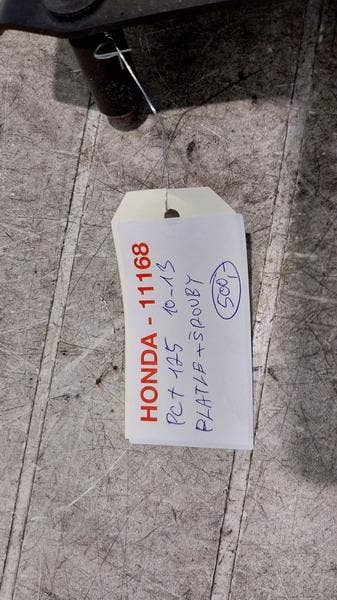 HONDA - 11168
PCX 125 10-13
PLATLE + ŠROUBY
500,-